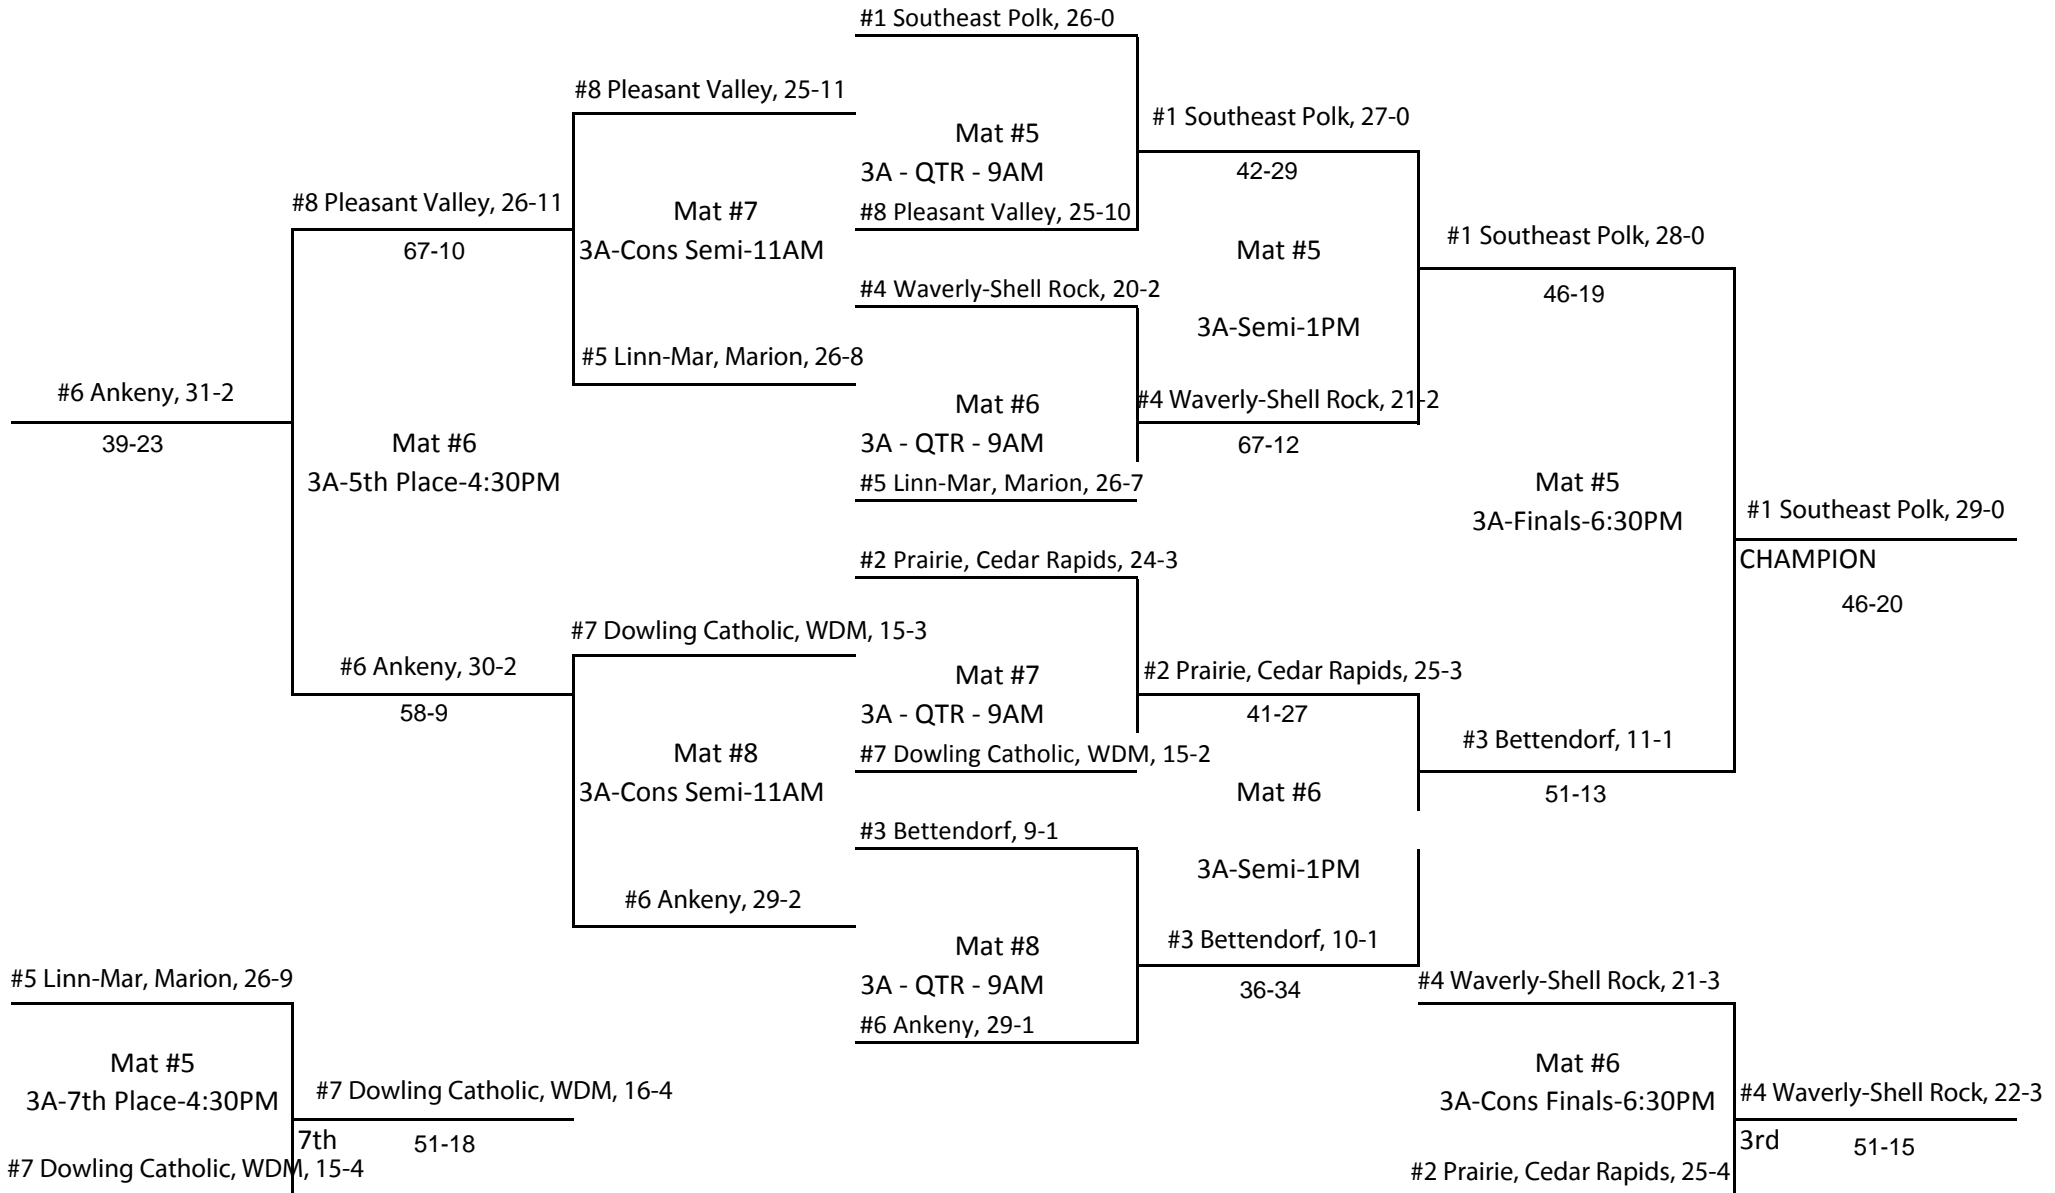 #1 Southeast Polk, 26-0
#8 Pleasant Valley, 25-11
#1 Southeast Polk, 27-0
Mat #5
3A - QTR - 9AM
42-29
#8 Pleasant Valley, 26-11
Mat #7
#8 Pleasant Valley, 25-10
67-10
3A-Cons Semi-11AM
Mat #5
#1 Southeast Polk, 28-0
#4 Waverly-Shell Rock, 20-2
46-19
3A-Semi-1PM
#5 Linn-Mar, Marion, 26-8
#6 Ankeny, 31-2
Mat #6
#4 Waverly-Shell Rock, 21-2
39-23
Mat #6
3A - QTR - 9AM
67-12
3A-5th Place-4:30PM
#5 Linn-Mar, Marion, 26-7
Mat #5
3A-Finals-6:30PM
#1 Southeast Polk, 29-0
#2 Prairie, Cedar Rapids, 24-3
CHAMPION
46-20
#7 Dowling Catholic, WDM, 15-3
#6 Ankeny, 30-2
Mat #7
#2 Prairie, Cedar Rapids, 25-3
58-9
3A - QTR - 9AM
41-27
Mat #8
#7 Dowling Catholic, WDM, 15-2
#3 Bettendorf, 11-1
3A-Cons Semi-11AM
Mat #6
51-13
#3 Bettendorf, 9-1
3A-Semi-1PM
#6 Ankeny, 29-2
Mat #8
#3 Bettendorf, 10-1
#5 Linn-Mar, Marion, 26-9
3A - QTR - 9AM
36-34
#4 Waverly-Shell Rock, 21-3
#6 Ankeny, 29-1
Mat #5
Mat #6
3A-7th Place-4:30PM
#7 Dowling Catholic, WDM, 16-4
3A-Cons Finals-6:30PM
#4 Waverly-Shell Rock, 22-3
7th
51-18
3rd
51-15
#7 Dowling Catholic, WDM, 15-4
#2 Prairie, Cedar Rapids, 25-4